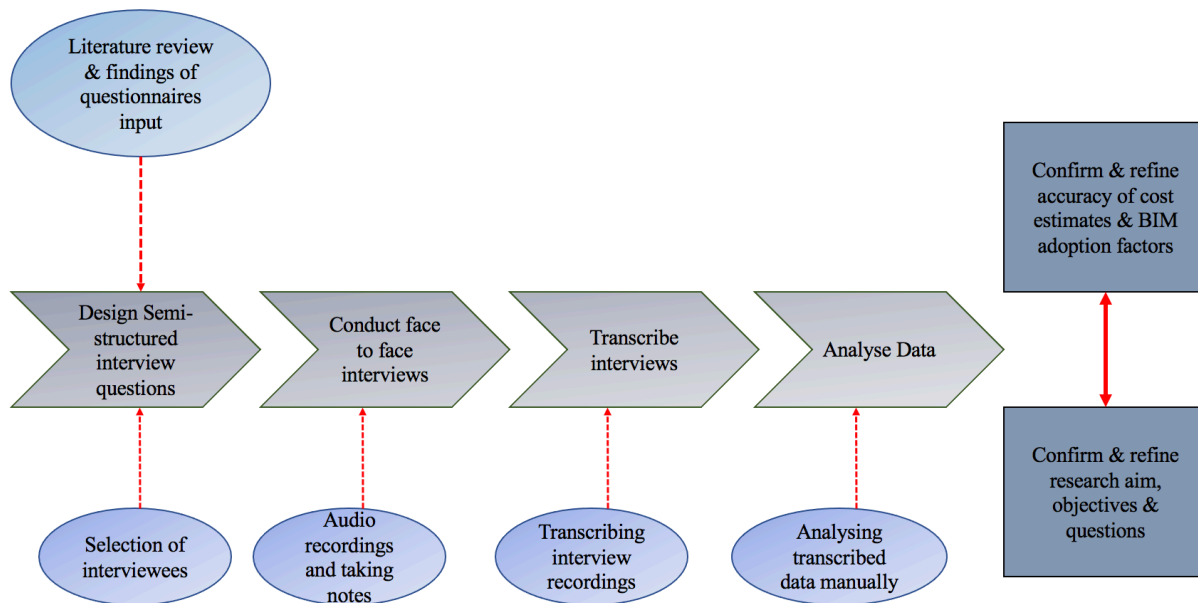 Literature review
& findings of
questionnaires
input
Design Semi-
structured
interview
questions
Conduct face
to face
interviews
Transcribe
interviews
Analyse Data
Confirm & refine
accuracy of cost
estimates & BIM
adoption factors
Selection of
interviewees
Audio
recordings
and taking
notes
Transcribing
interview
recordings
Analysing
transcribed
data manually
Confirm & refine
research aim,
objectives &
questions